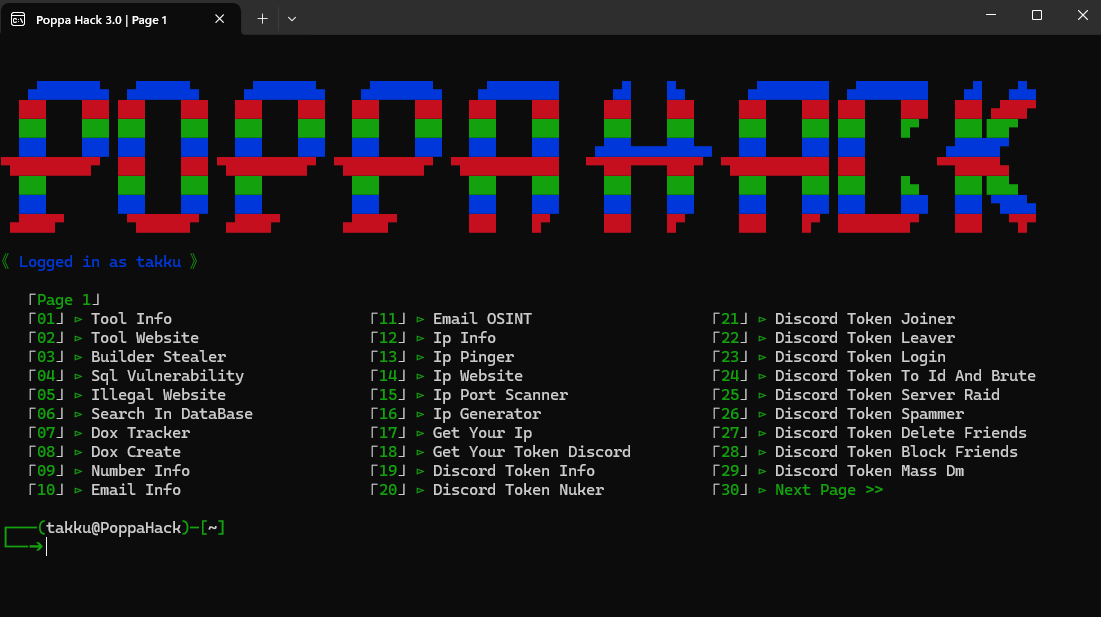 Poppa Hack 3.0 | Page 1
POPPA HACK
《 Logged in as takku 》
「Page 1」
「01」 ▻ Tool Info 「11」 ▻ Email OSINT 「21」 ▻ Discord Token Joiner
「02」 ▻ Tool Website 「12」 ▻ Ip Info 「22」 ▻ Discord Token Leaver
「03」 ▻ Builder Stealer 「13」 ▻ Ip Pinger 「23」 ▻ Discord Token Login
「04」 ▻ Sql Vulnerability 「14」 ▻ Ip Website 「24」 ▻ Discord Token To Id And Brute
「05」 ▻ Illegal Website 「15」 ▻ Ip Port Scanner 「25」 ▻ Discord Token Server Raid
「06」 ▻ Search In DataBase 「16」 ▻ Ip Generator 「26」 ▻ Discord Token Spammer
「07」 ▻ Dox Tracker 「17」 ▻ Get Your Ip 「27」 ▻ Discord Token Delete Friends
「08」 ▻ Dox Create 「18」 ▻ Get Your Token Discord 「28」 ▻ Discord Token Block Friends
「09」 ▻ Number Info 「19」 ▻ Discord Token Info 「29」 ▻ Discord Token Mass Dm
「10」 ▻ Email Info 「20」 ▻ Discord Token Nuker 「30」 ▻ Next Page >>
┌───(takku@PoppaHack)─[~]
└──➔